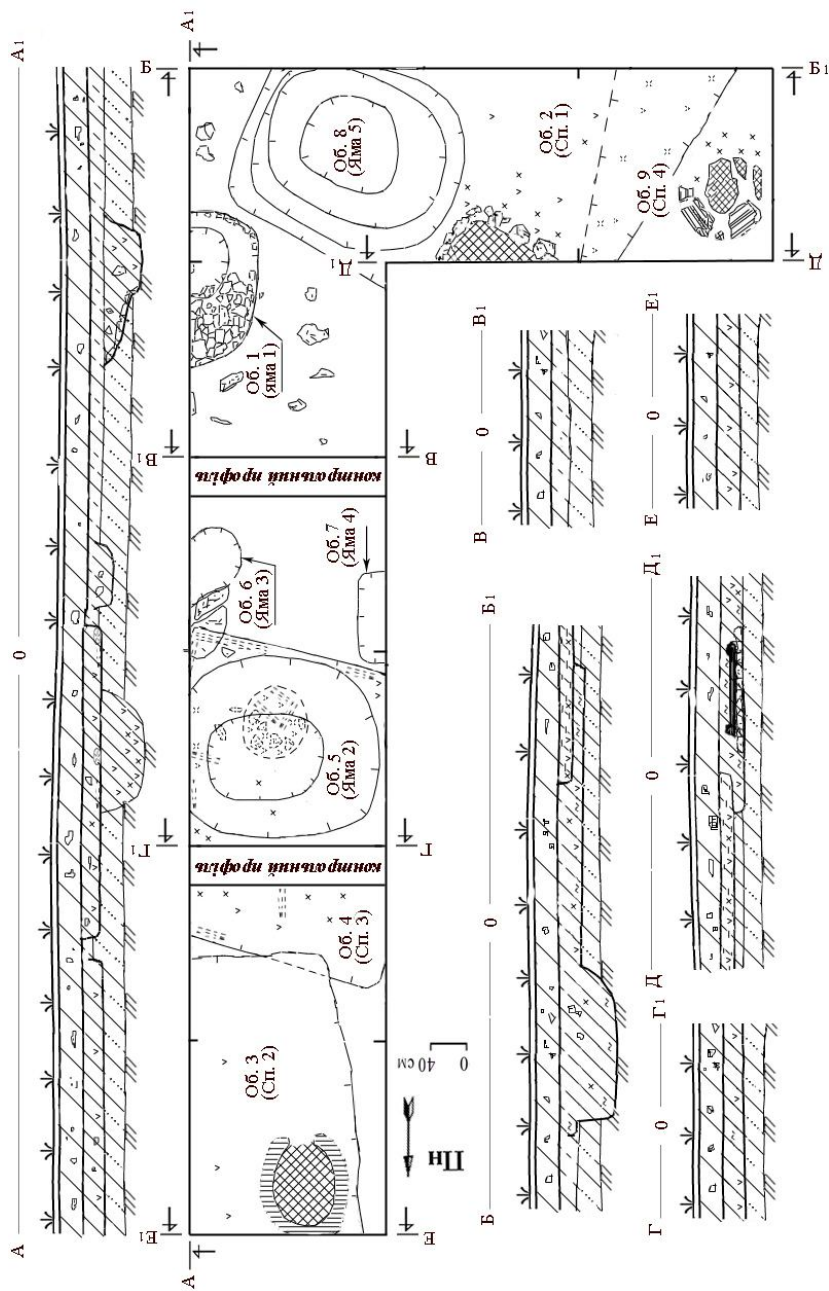 А
0
А₁
А
А₁
Е₁
Г₁
В₁
Б
Об. 3
(Сп. 2)
Об. 4
(Сп. 3)
контрольний профіль
Об. 5
(Яма 2)
Об. 6
(Яма 3)
Об. 7
(Яма 4)
контрольний профіль
Об. 1
(яма 1)
Об. 8
(Яма 5)
Об. 2
(Сп. 1)
Об. 9
(Сп. 4)
Е
Г
В
Д₁
Д
Б₁
Пн
0 40 см
Б
0
Б₁
В
0
В₁
Г
0
Г₁
Д
0
Д₁
Е
0
Е₁